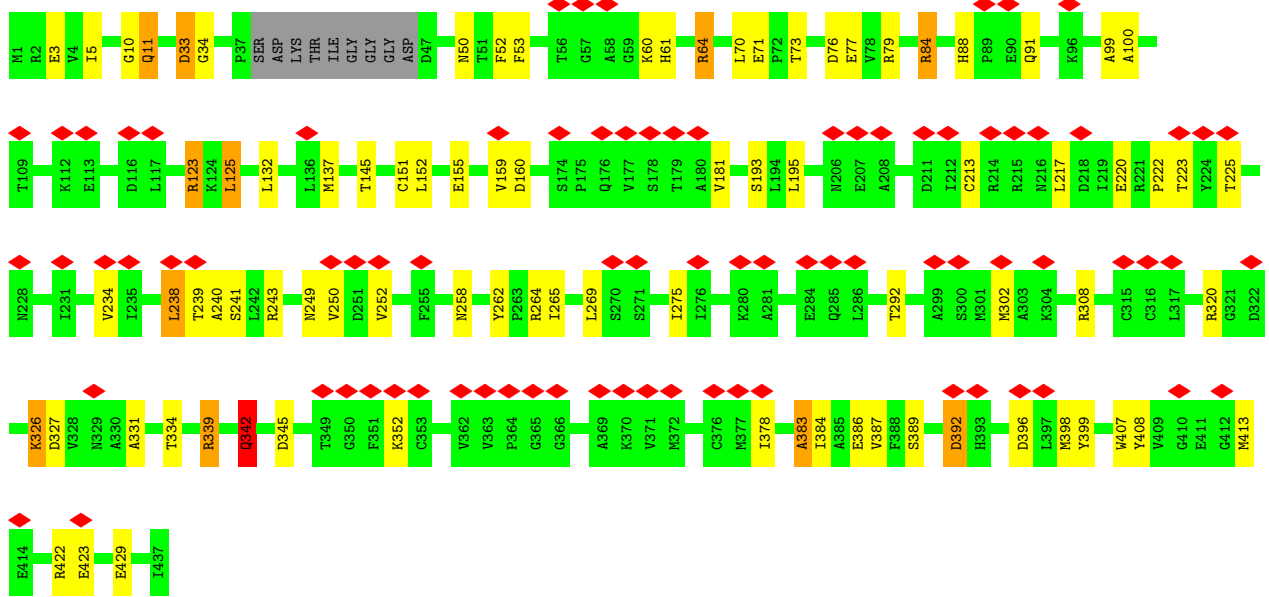 M1 R2 E3 V4 I5 G10 Q11 D33 G34 P37 SER ASP LYS THR ILE GLY GLY GLY ASP D47 N50 T51 F52 F53 T56 G57 A58 G59 K60 H61 R64 L70 E71 P72 T73 D76 E77 V78 R79 R84 H88 P89 E90 Q91 K96 A99 A100
T109 K112 E113 D116 L117 R123 K124 L125 L132 L136 M137 T145 C151 L152 E155 V159 D160 S174 P175 Q176 V177 S178 T179 A180 V181 S193 L194 L195 N206 E207 A208 D211 I212 C213 R214 R215 N216 L217 D218 I219 E220 R221 P222 T223 Y224 T225
N228 I231 V234 I235 L238 T239 A240 S241 L242 R243 N249 V250 D251 V252 F255 N258 Y262 P263 R264 I265 L269 S270 S271 I275 I276 K280 A281 E284 Q285 L286 T292 A299 S300 M301 M302 A303 K304 R308 C315 C316 L317 R320 G321 D322
K326 D327 V328 N329 A330 A331 T334 R339 Q342 D345 T349 G350 F351 K352 C353 V362 V363 P364 G365 G366 A369 K370 V371 M372 C376 M377 I378 A383 I384 A385 E386 V387 F388 S389 D392 H393 D396 L397 M398 Y399 W407 Y408 V409 G410 E411 G412 M413
E414 R422 E423 E429 I437